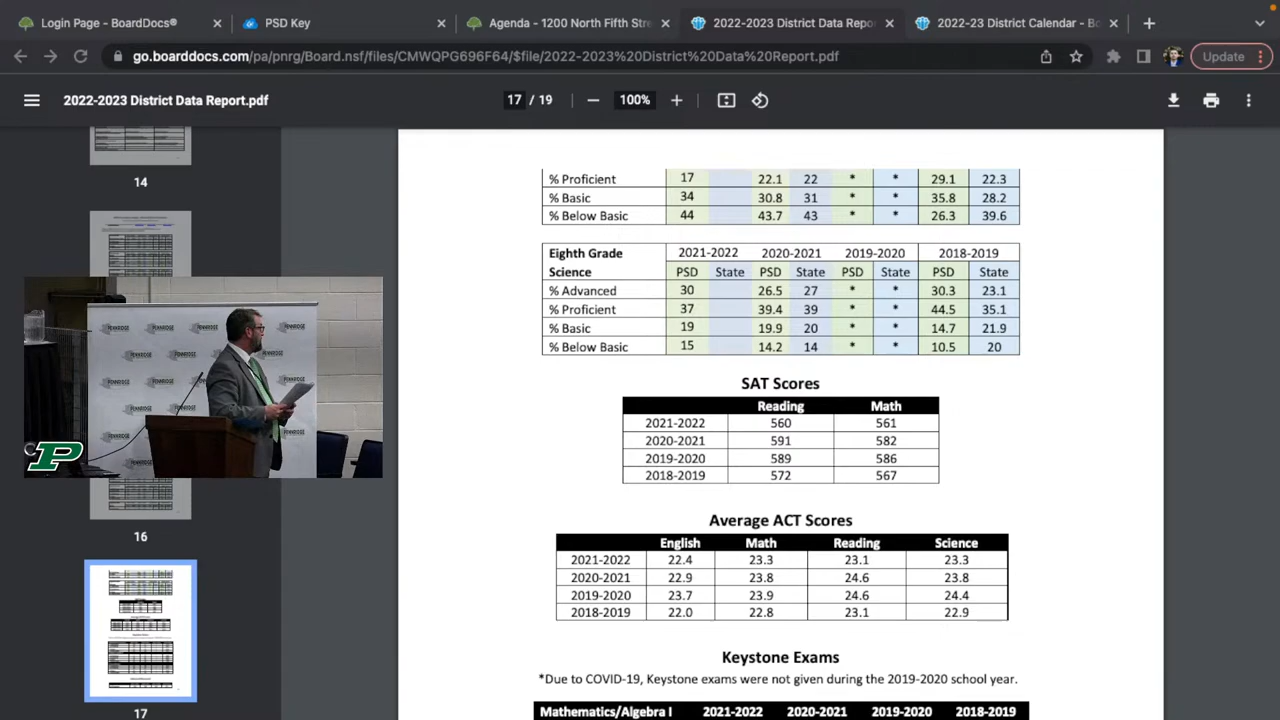 Login Page - BoardDocs®
PSD Key
Agenda - 1200 North Fifth Stre
2022-2023 District Data Repo
2022-23 District Calendar - Bo
go.boarddocs.com/pa/pnrg/Board.nsf/files/CMWQPG696F64/$file/2022-2023%20District%20Data%20Report.pdf
Update
2022-2023 District Data Report.pdf
17 / 19
100%
14
16
17
PENNRIDGE
P
% Proficient 17 22.1 22 * * 29.1 22.3
% Basic 34 30.8 31 * * 35.8 28.2
% Below Basic 44 43.7 43 * * 26.3 39.6
Eighth Grade 2021-2022 2020-2021 2019-2020 2018-2019
Science PSD State PSD State PSD State PSD State
% Advanced 30 26.5 27 * * 30.3 23.1
% Proficient 37 39.4 39 * * 44.5 35.1
% Basic 19 19.9 20 * * 14.7 21.9
% Below Basic 15 14.2 14 * * 10.5 20
SAT Scores
Reading Math
2021-2022 560 561
2020-2021 591 582
2019-2020 589 586
2018-2019 572 567
Average ACT Scores
English Math Reading Science
2021-2022 22.4 23.3 23.1 23.3
2020-2021 22.9 23.8 24.6 23.8
2019-2020 23.7 23.9 24.6 24.4
2018-2019 22.0 22.8 23.1 22.9
Keystone Exams
*Due to COVID-19, Keystone exams were not given during the 2019-2020 school year.
Mathematics/Algebra I 2021-2022 2020-2021 2019-2020 2018-2019